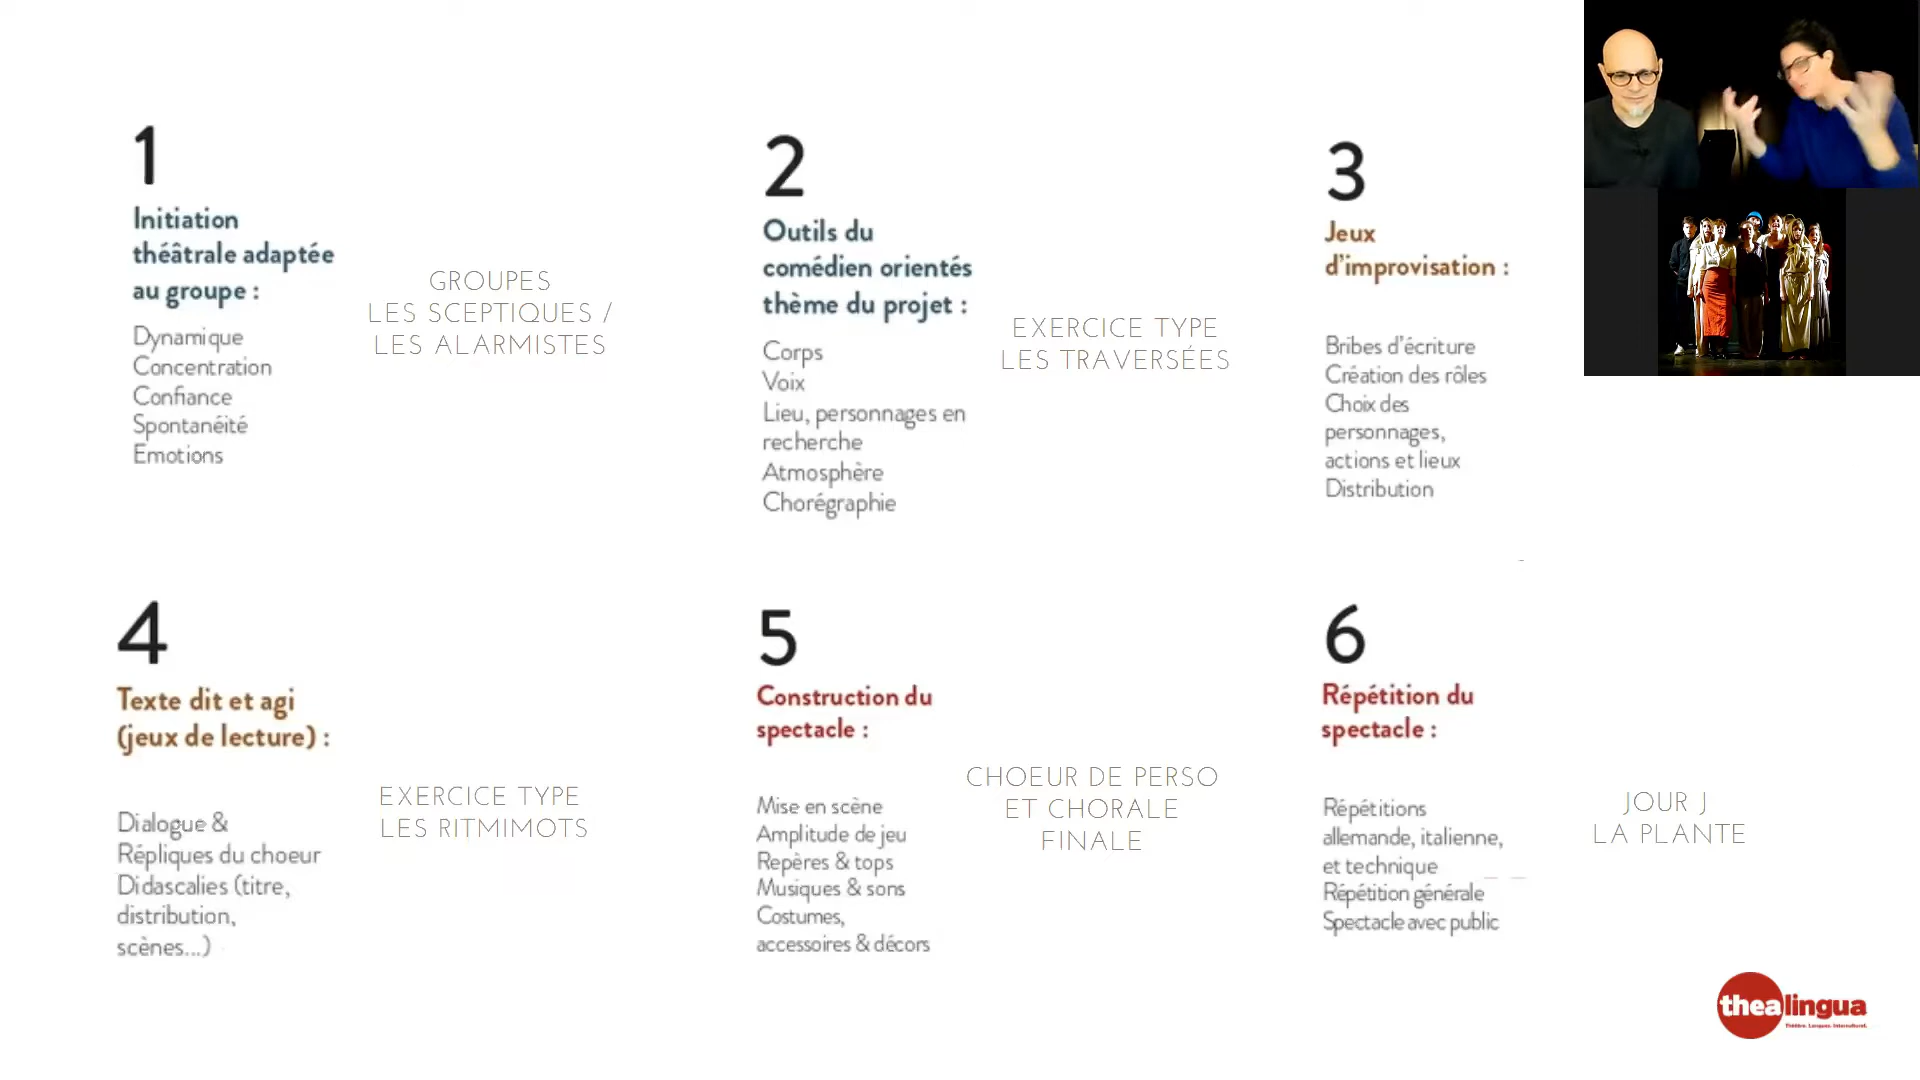 1
Initiation
théâtrale adaptée
au groupe :
Dynamique
Concentration
Confiance
Spontanéité
Emotions
GROUPES
LES SCEPTIQUES /
LES ALARMISTES
2
Outils du
comédien orientés
thème du projet :
Corps
Voix
Lieu, personnages en
recherche
Atmosphère
Chorégraphie
EXERCICE TYPE
LES TRAVERSÉES
3
Jeux
d'improvisation :
Bribes d'écriture
Création des rôles
Choix des
personnages,
actions et lieux
Distribution
4
Texte dit et agi
(jeux de lecture) :
Dialogue &
Répliques du choeur
Didascalies (titre,
distribution,
scènes...)
EXERCICE TYPE
LES RITMIMOTS
5
Construction du
spectacle :
Mise en scène
Amplitude de jeu
Repères & tops
Musiques & sons
Costumes,
accessoires & décors
CHOEUR DE PERSO
ET CHORALE
FINALE
6
Répétition du
spectacle :
Répétitions
allemande, italienne,
et technique
Répétition générale
Spectacle avec public
JOUR J
LA PLANTE
thealingua
Théâtre. Langues. Interculturel.